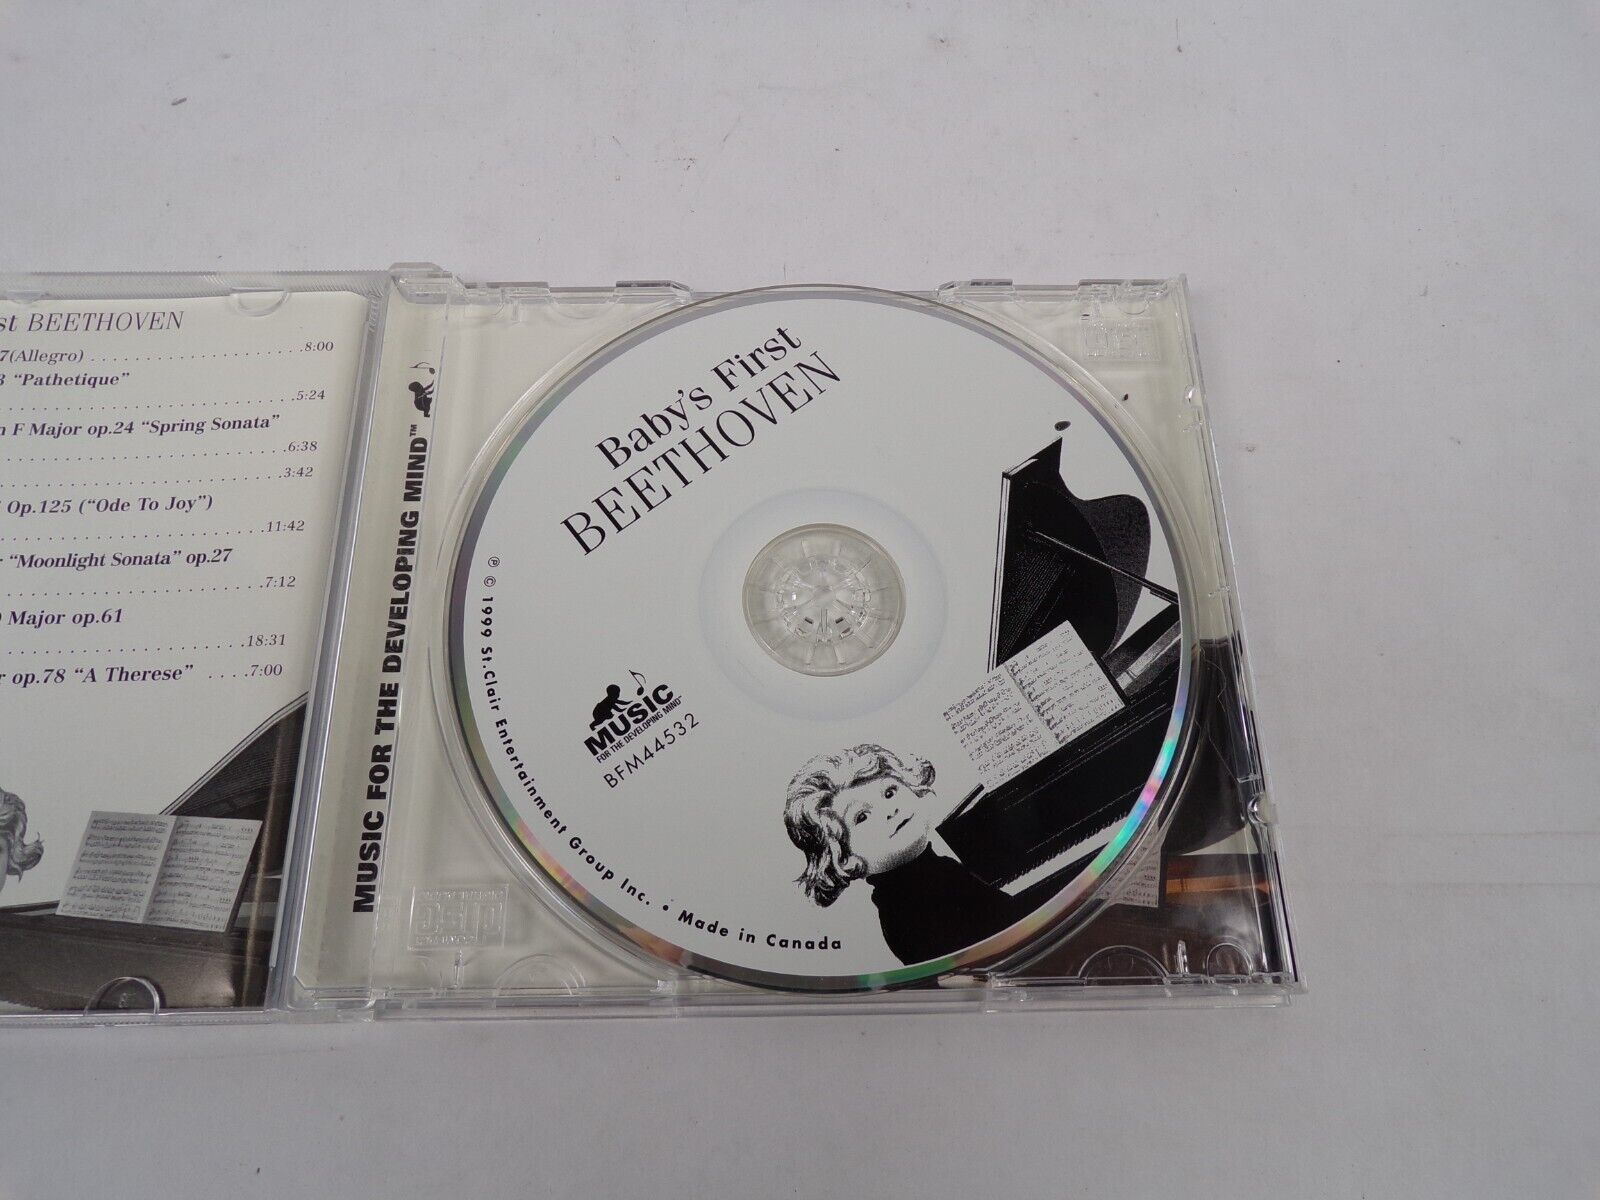 st BEETHOVEN
7(Allegro) . . . . . . . . . . . . . . . . . . . . . . . .8:00
3 “Pathetique”
. . . . . . . . . . . . . . . . . . . . . . . . . . . . . . . . . .5:24
n F Major op.24 “Spring Sonata”
. . . . . . . . . . . . . . . . . . . . . . . . . . . . . . . . .6:38
. . . . . . . . . . . . . . . . . . . . . . . . . . . . . . . . .3:42
Op.125 (“Ode To Joy”)
. . . . . . . . . . . . . . . . . . . . . . . . . . . . . . .11:42
“Moonlight Sonata” op.27
. . . . . . . . . . . . . . . . . . . . . . . . . . . . . . .7:12
Major op.61
. . . . . . . . . . . . . . . . . . . . . . . . . . . . .18:31
r op.78 “A Therese” . . . .7:00
MUSIC FOR THE DEVELOPING MIND™
Baby's First
BEETHOVEN
MUSIC
FOR THE DEVELOPING MIND™
BFM44532
℗ © 1999 St.Clair Entertainment Group Inc. • Made in Canada